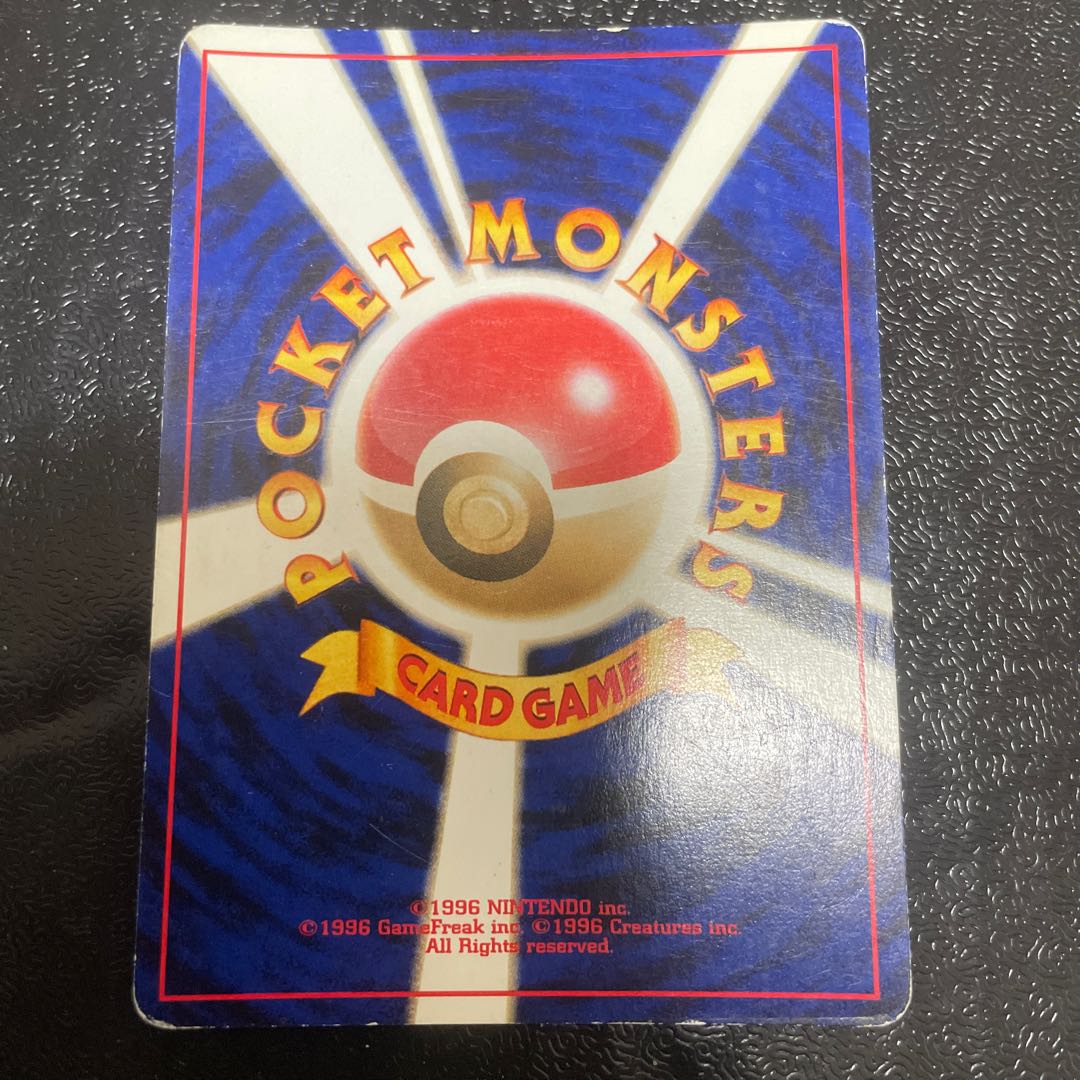 POCKET MONSTERS
CARD GAME
©1996 NINTENDO inc.
©1996 GameFreak inc. ©1996 Creatures inc.
All Rights reserved.